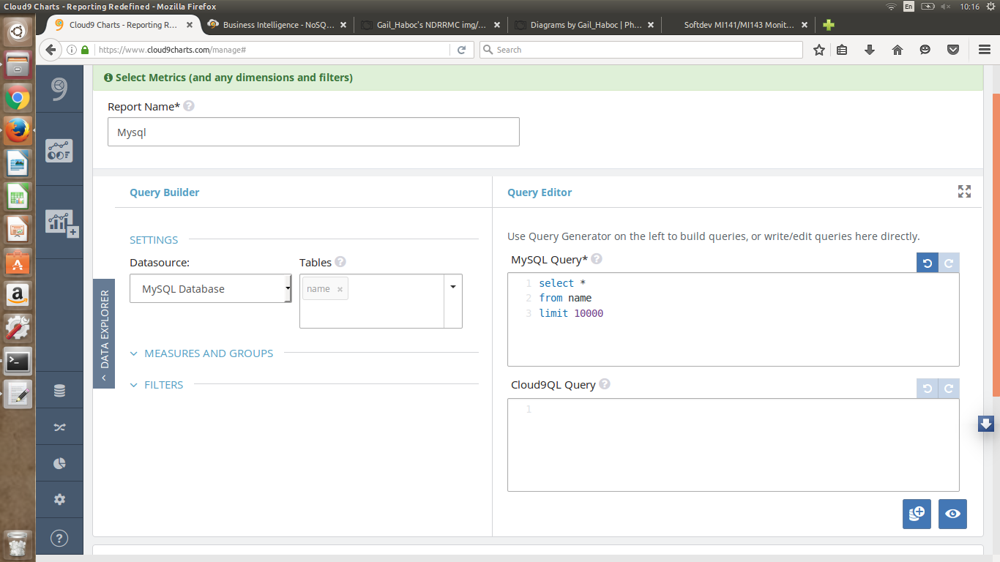 Cloud9 Charts - Reporting Redefined - Mozilla Firefox
En
10:16
Cloud9 Charts - Reporting R...
Business Intelligence - NoSQ...
Gail_Haboc's NDRRMC img/...
Diagrams by Gail_Haboc | Ph...
Softdev MI141/MI143 Monit...
https://www.cloud9charts.com/manage#
Search
Select Metrics (and any dimensions and filters)
Report Name*
Mysql
Query Builder
SETTINGS
Datasource:
Tables
MySQL Database
name
MEASURES AND GROUPS
FILTERS
DATA EXPLORER
Query Editor
Use Query Generator on the left to build queries, or write/edit queries here directly.
MySQL Query*
1 select *
2 from name
3 limit 10000
Cloud9QL Query
1